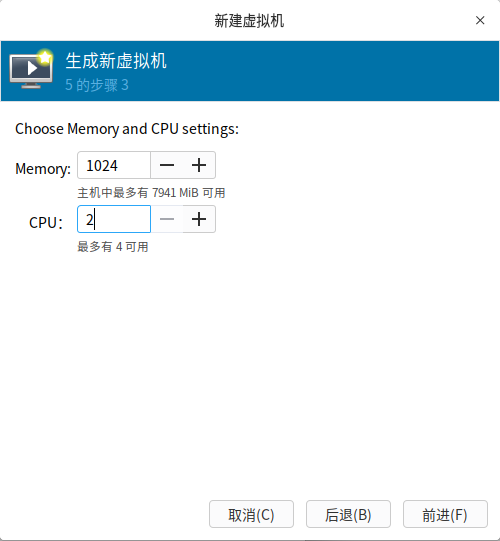 新建虚拟机
生成新虚拟机
5 的步骤 3
Choose Memory and CPU settings:
Memory: 1024
主机中最多有 7941 MiB 可用
CPU： 2
最多有 4 可用
取消(C) 后退(B) 前进(F)